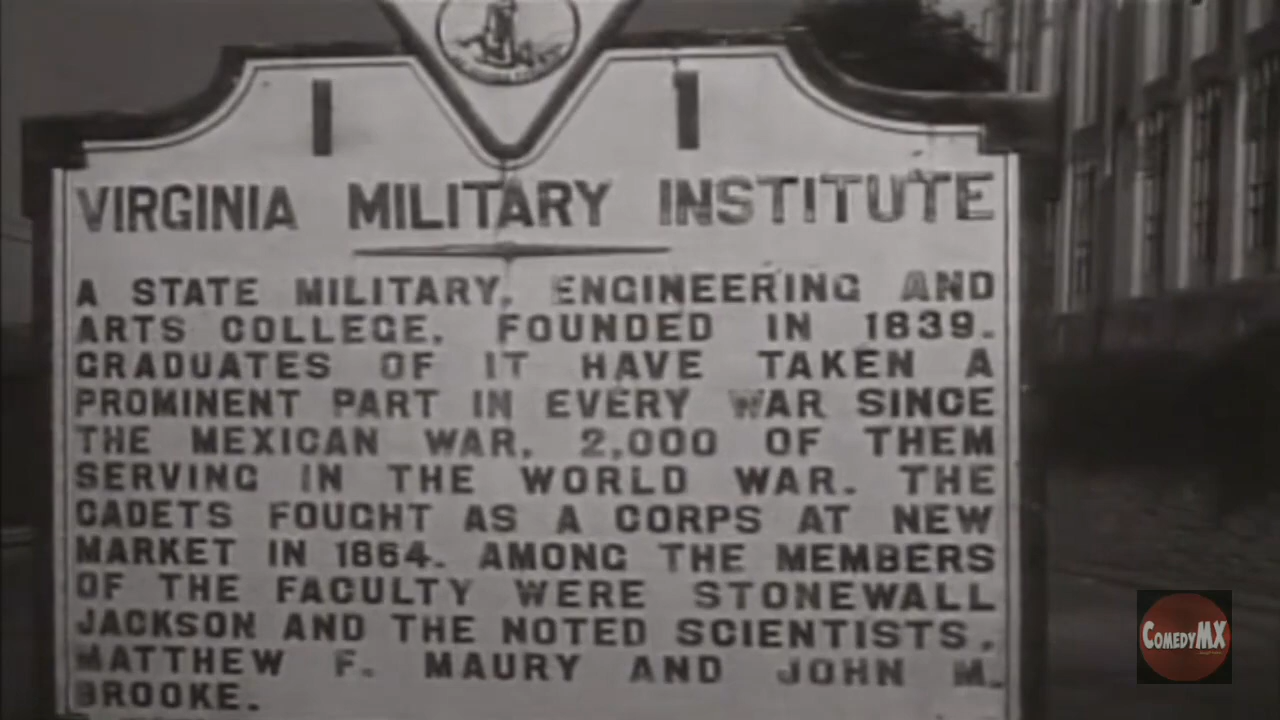 VIRGINIA MILITARY INSTITUTE
A STATE MILITARY, ENGINEERING AND
ARTS COLLEGE, FOUNDED IN 1839.
GRADUATES OF IT HAVE TAKEN A
PROMINENT PART IN EVERY WAR SINCE
THE MEXICAN WAR, 2,000 OF THEM
SERVING IN THE WORLD WAR. THE
CADETS FOUGHT AS A CORPS AT NEW
MARKET IN 1864. AMONG THE MEMBERS
OF THE FACULTY WERE STONEWALL
JACKSON AND THE NOTED SCIENTISTS,
MATTHEW F. MAURY AND JOHN M.
BROOKE.
COMEDYMX